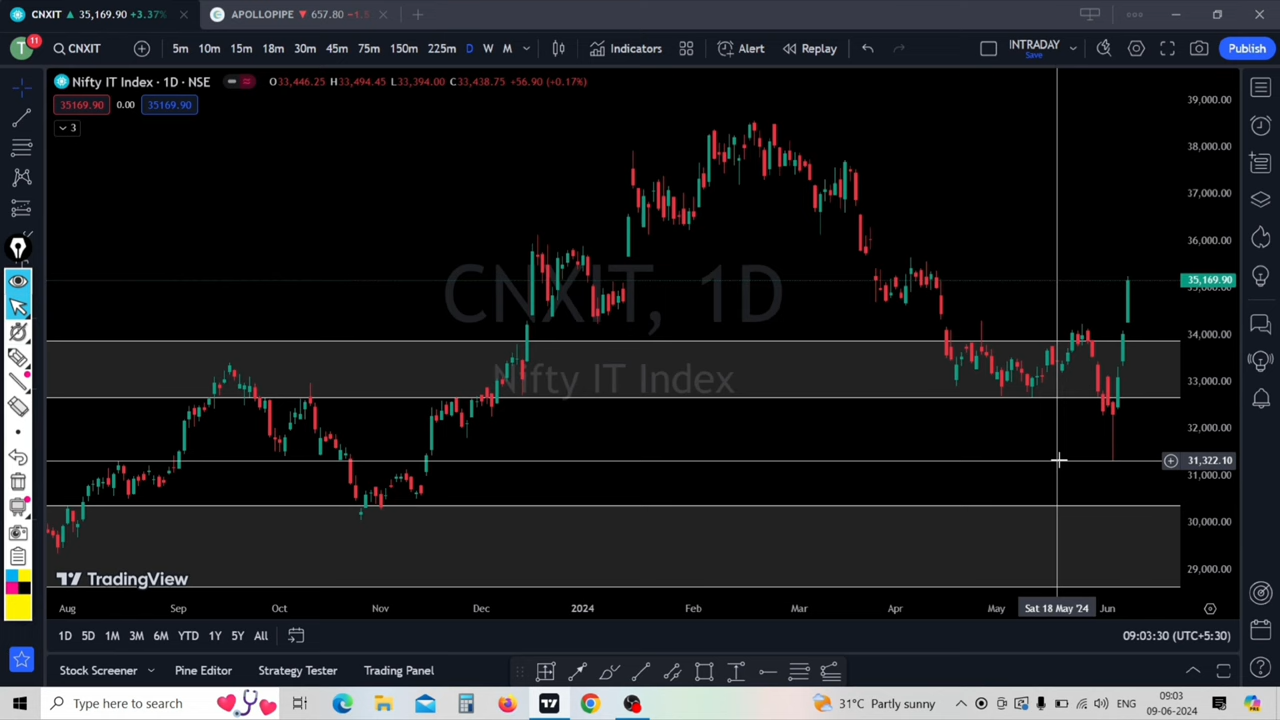 CNXIT 35,169.90 +3.37% APOLLOPIPE 657.80 -1.5
T 11 CNXIT 5m 10m 15m 18m 30m 45m 75m 150m 225m D W M Indicators Alert Replay INTRADAY Save Publish
Nifty IT Index · 1D · NSE O33,446.25 H33,494.45 L33,394.00 C33,438.75 +56.90 (+0.17%)
35169.90 0.00 35169.90
3
39,000.00
38,000.00
37,000.00
36,000.00
35,169.90
35,000.00
34,000.00
33,000.00
32,000.00
31,322.10
31,000.00
30,000.00
29,000.00
CNXIT, 1D
Nifty IT Index
TradingView
Aug Sep Oct Nov Dec 2024 Feb Mar Apr May Sat 18 May '24 Jun
1D 5D 1M 3M 6M YTD 1Y 5Y All 09:03:30 (UTC+5:30)
Stock Screener Pine Editor Strategy Tester Trading Panel
Type here to search 31°C Partly sunny ENG 09:03
09-06-2024